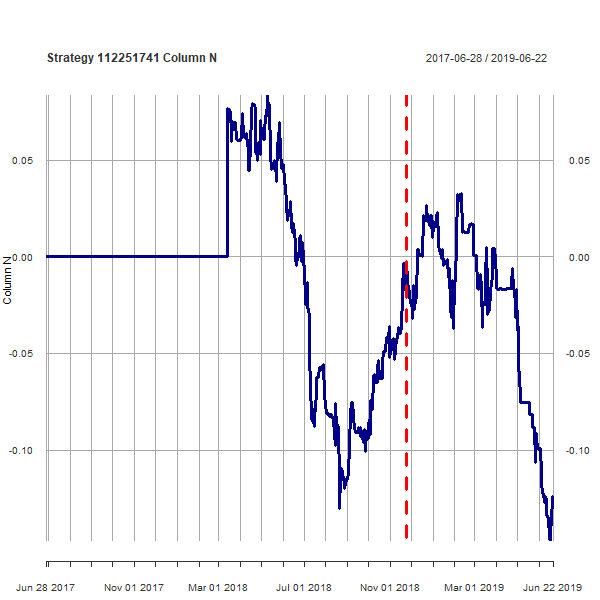 Strategy 112251741 Column N
2017-06-28 / 2019-06-22
0.05
0.05
0.00
0.00
Column N
-0.05
-0.05
-0.10
-0.10
Jun 28 2017
Nov 01 2017
Mar 01 2018
Jul 01 2018
Nov 01 2018
Mar 01 2019
Jun 22 2019